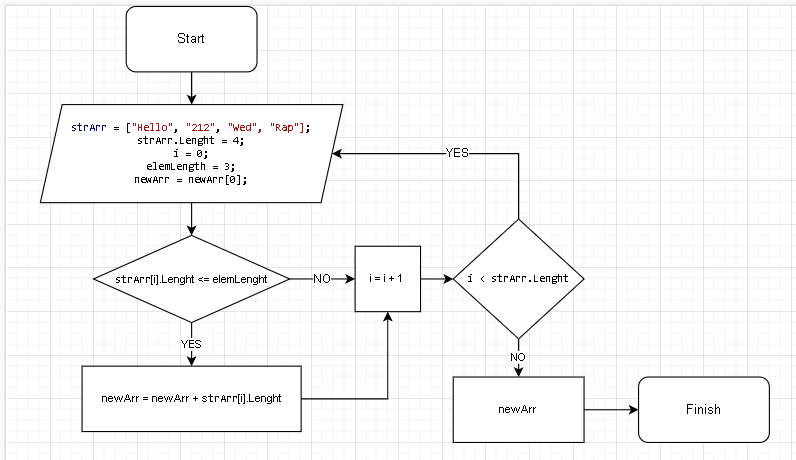 Start
strArr = ["Hello", "212", "Wed", "Rap"];
strArr.Lenght = 4;
i = 0;
elemLength = 3;
newArr = newArr[0];
YES
strArr[i].Lenght <= elemLenght
NO
i = i + 1
i < strArr.Lenght
YES
NO
newArr = newArr + strArr[i].Lenght
newArr
Finish